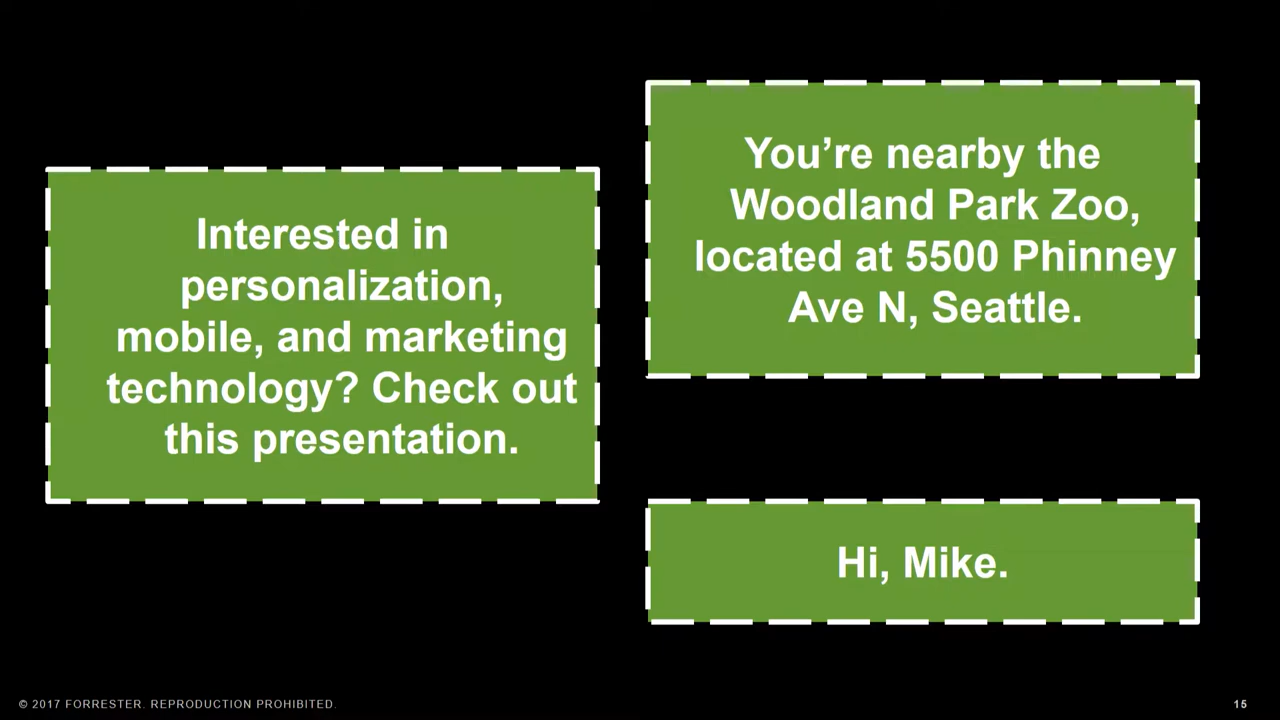 Interested in
personalization,
mobile, and marketing
technology? Check out
this presentation.
You’re nearby the
Woodland Park Zoo,
located at 5500 Phinney
Ave N, Seattle.
Hi, Mike.
© 2017 FORRESTER. REPRODUCTION PROHIBITED.
15